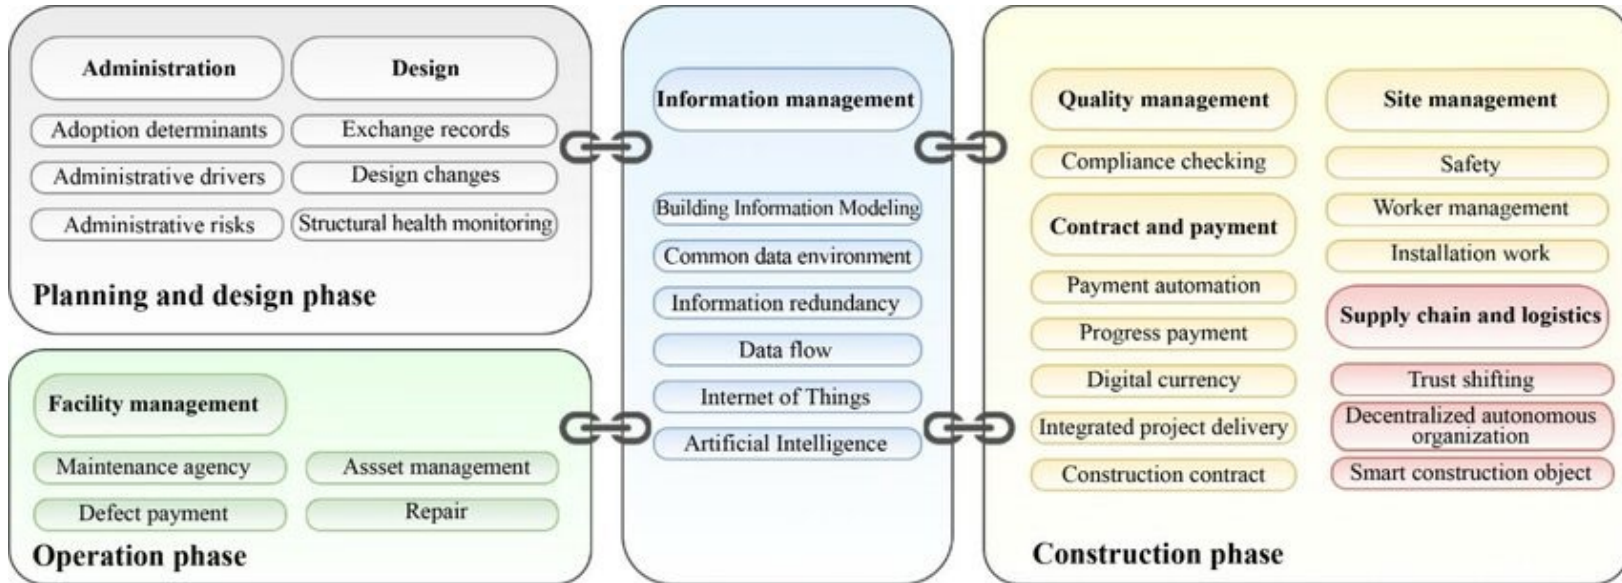 Administration
Adoption determinants
Administrative drivers
Administrative risks
Design
Exchange records
Design changes
Structural health monitoring
Planning and design phase
Facility management
Maintenance agency
Defect payment
Assset management
Repair
Operation phase
Information management
Building Information Modeling
Common data environment
Information redundancy
Data flow
Internet of Things
Artificial Intelligence
Quality management
Compliance checking
Contract and payment
Payment automation
Progress payment
Digital currency
Integrated project delivery
Construction contract
Site management
Safety
Worker management
Installation work
Supply chain and logistics
Trust shifting
Decentralized autonomous
organization
Smart construction object
Construction phase